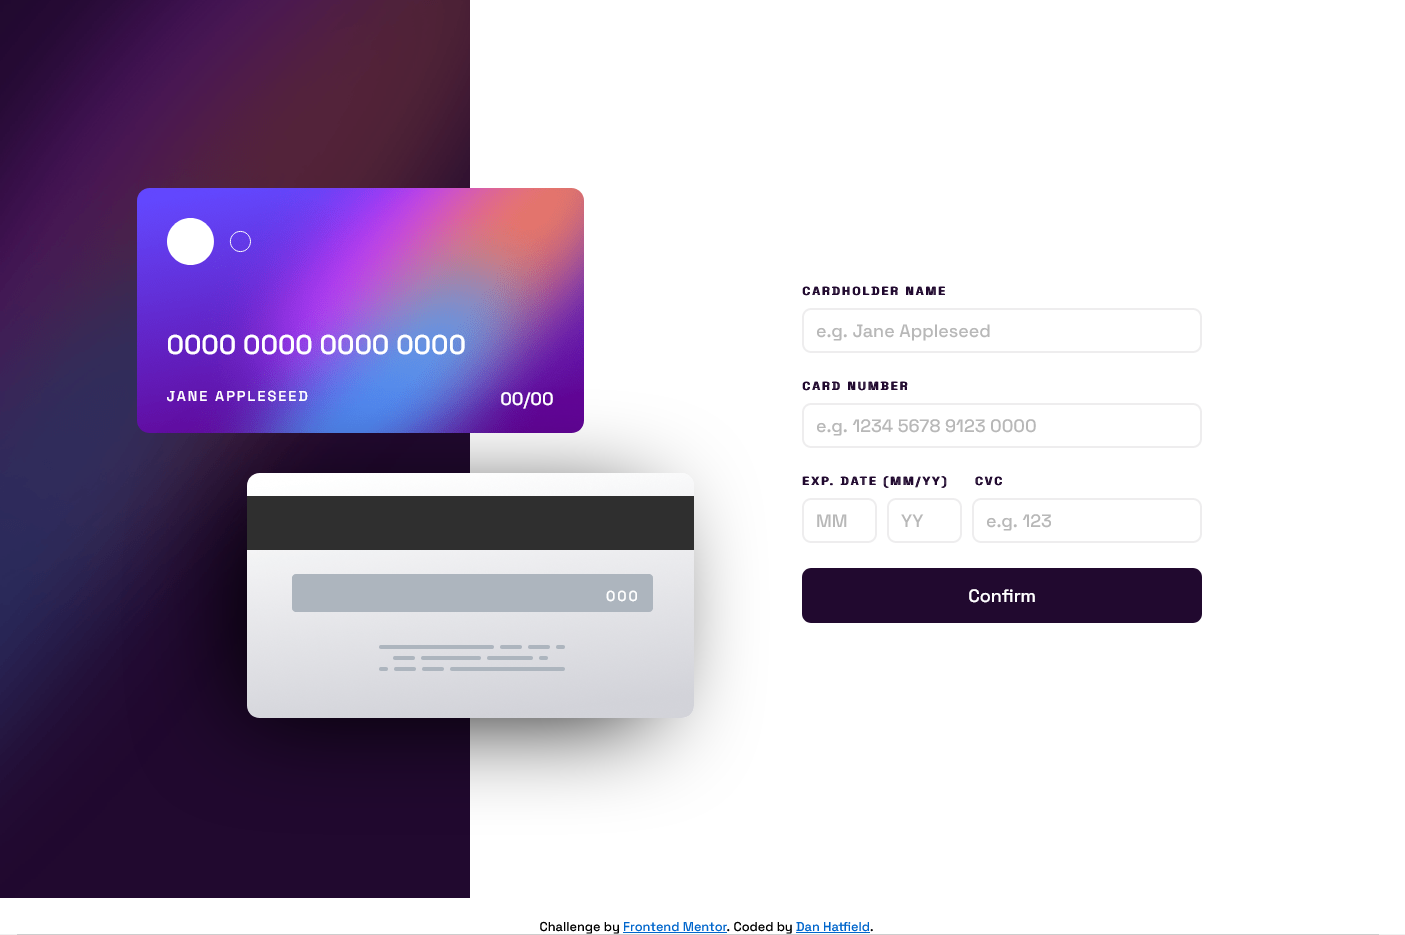 0000 0000 0000 0000
JANE APPLESEED 00/00
000
CARDHOLDER NAME
e.g. Jane Appleseed
CARD NUMBER
e.g. 1234 5678 9123 0000
EXP. DATE (MM/YY) CVC
MM YY e.g. 123
Confirm
Challenge by Frontend Mentor. Coded by Dan Hatfield.